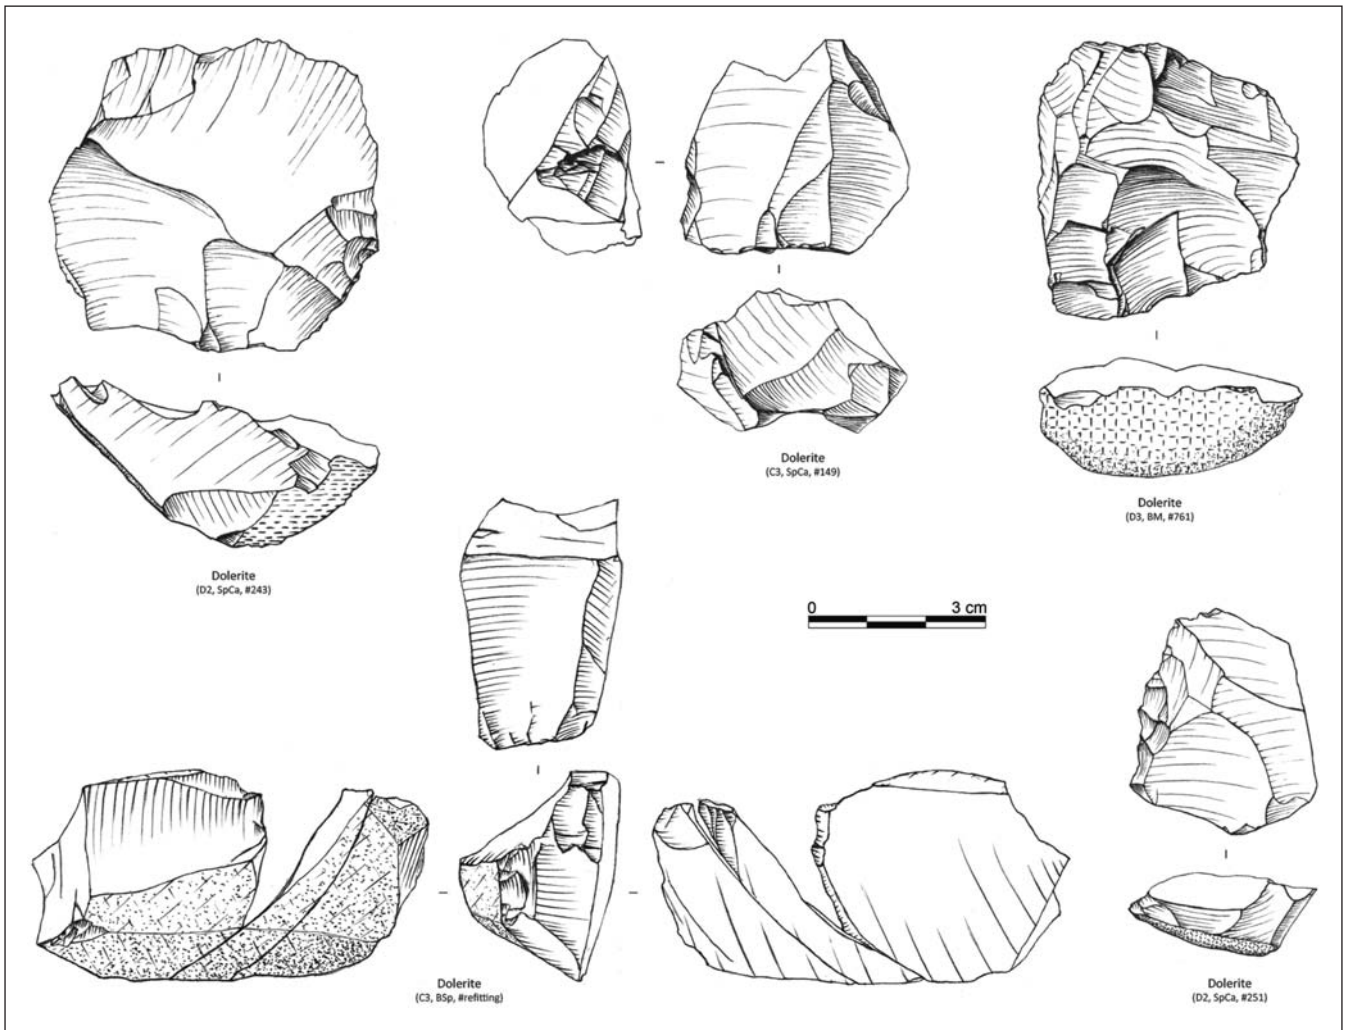 Dolerite
(C3, SpCa, #149)
Dolerite
(D3, BM, #761)
Dolerite
(D2, SpCa, #243)
0 3 cm
Dolerite
(C3, BSp, #refitting)
Dolerite
(D2, SpCa, #251)